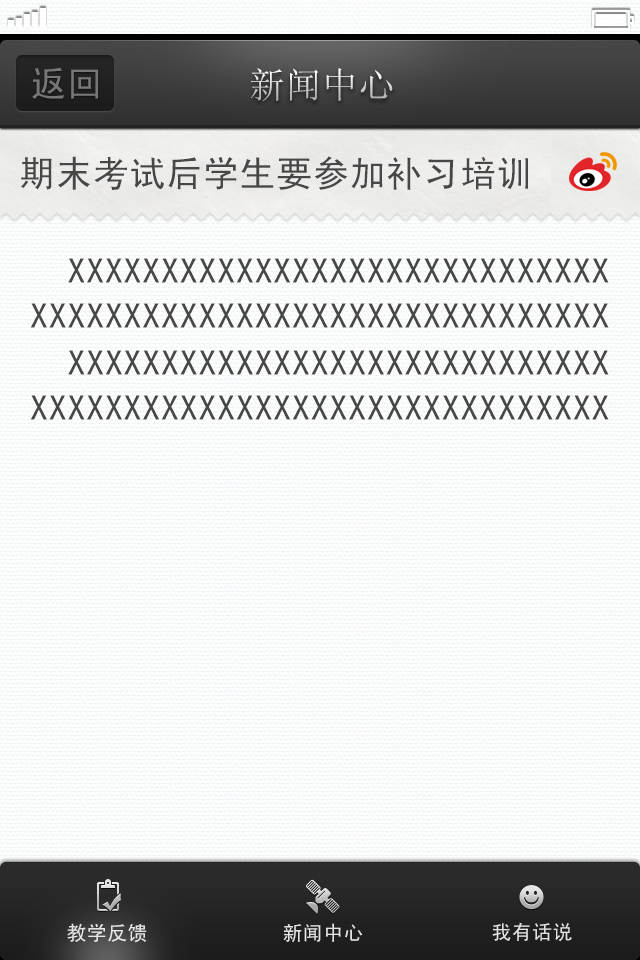 返回
新闻中心
期末考试后学生要参加补习培训
XXXXXXXXXXXXXXXXXXXXXXXXXXXXX
XXXXXXXXXXXXXXXXXXXXXXXXXXXXXXX
XXXXXXXXXXXXXXXXXXXXXXXXXXXXX
XXXXXXXXXXXXXXXXXXXXXXXXXXXXXXX
教学反馈
新闻中心
我有话说